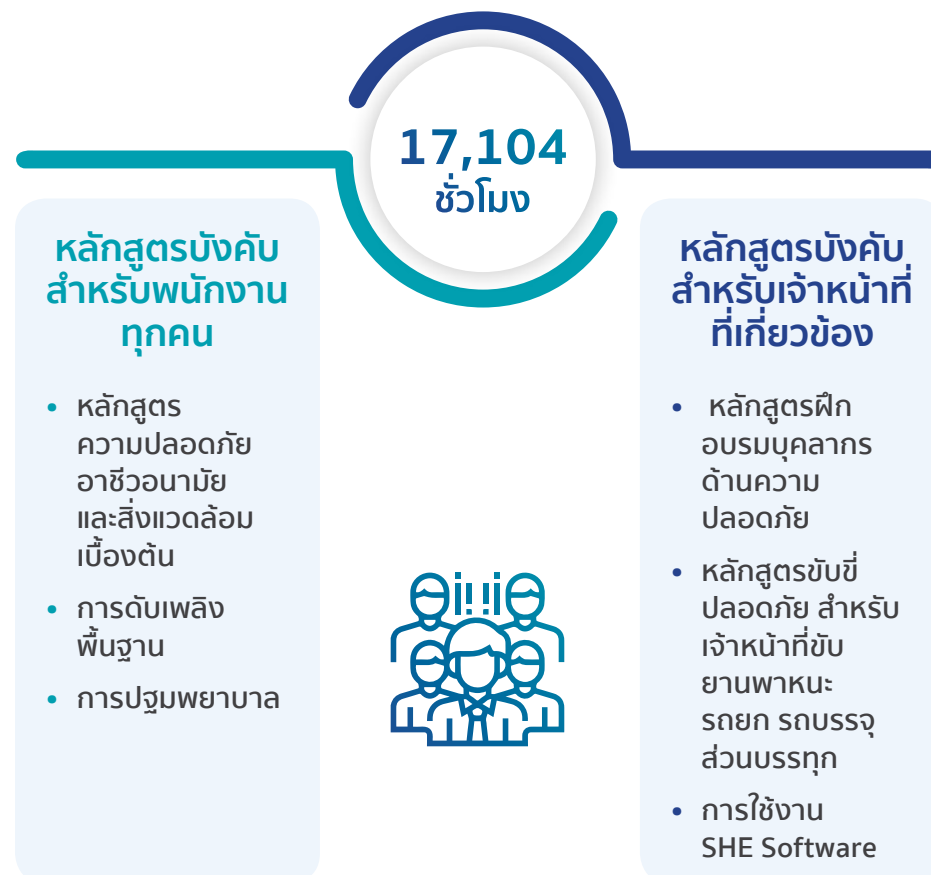 17,104
ชั่วโมง
หลักสูตรบังคับ
สำหรับพนักงาน
ทุกคน
• หลักสูตร
ความปลอดภัย
อาชีวอนามัย
และสิ่งแวดล้อม
เบื้องต้น
• การดับเพลิง
พื้นฐาน
• การปฐมพยาบาล
หลักสูตรบังคับ
สำหรับเจ้าหน้าที่
ที่เกี่ยวข้อง
• หลักสูตรฝึก
อบรมบุคลากร
ด้านความ
ปลอดภัย
• หลักสูตรขับขี่
ปลอดภัย สำหรับ
เจ้าหน้าที่ขับ
ยานพาหนะ
รถยก รถบรรจุ
ส่วนบรรทุก
• การใช้งาน
SHE Software